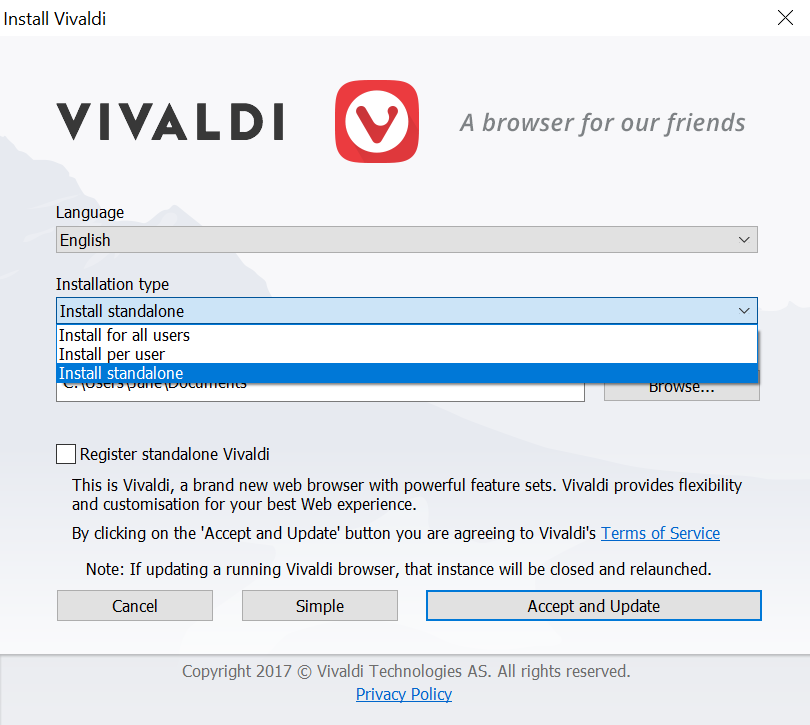 Install Vivaldi
VIVALDI
A browser for our friends
Language
English
Installation type
Install standalone
Install for all users
Install per user
Install standalone
C:\Users\Jane\Documents
Browse...
Register standalone Vivaldi
This is Vivaldi, a brand new web browser with powerful feature sets. Vivaldi provides flexibility
and customisation for your best Web experience.
By clicking on the 'Accept and Update' button you are agreeing to Vivaldi's Terms of Service
Note: If updating a running Vivaldi browser, that instance will be closed and relaunched.
Cancel
Simple
Accept and Update
Copyright 2017 © Vivaldi Technologies AS. All rights reserved.
Privacy Policy